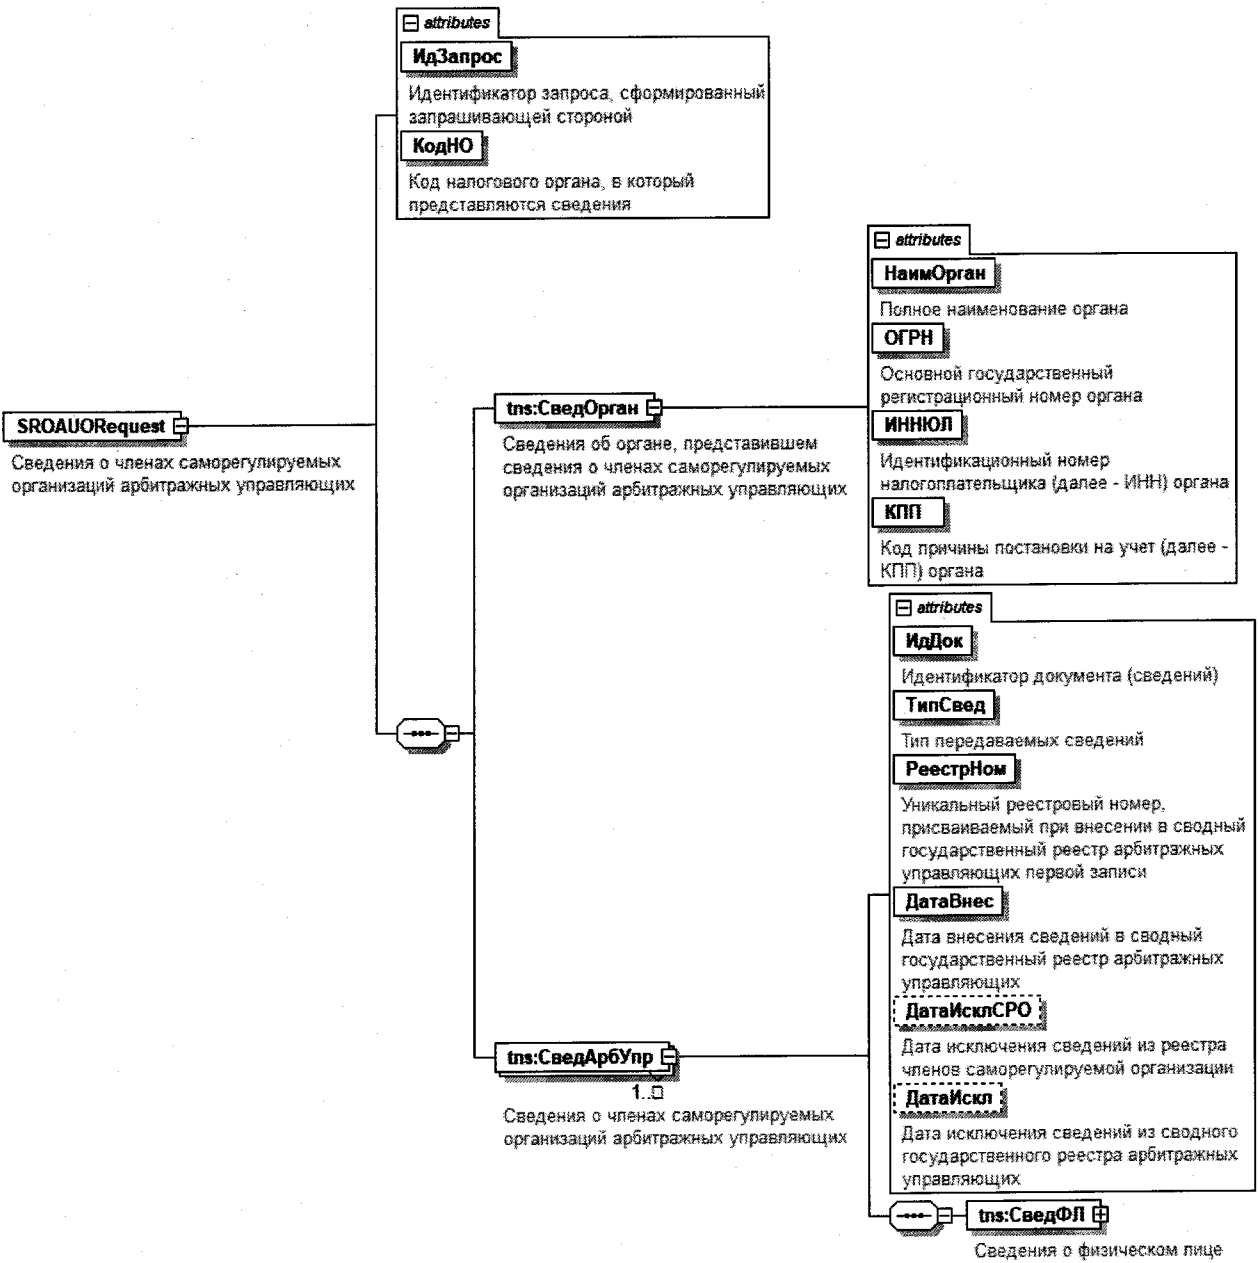 attributes
ИдЗапрос
Идентификатор запроса, сформированный
запрашивающей стороной
КодНО
Код налогового органа, в который
представляются сведения
SROAUORequest
Сведения о членах саморегулируемых
организаций арбитражных управляющих
tns:СведОрган
Сведения об органе, представившем
сведения о членах саморегулируемых
организаций арбитражных управляющих
attributes
НаимОрган
Полное наименование органа
ОГРН
Основной государственный
регистрационный номер органа
ИННЮЛ
Идентификационный номер
налогоплательщика (далее - ИНН) органа
КПП
Код причины постановки на учет (далее -
КПП) органа
tns:СведАрбУпр
1..
Сведения о членах саморегулируемых
организаций арбитражных управляющих
attributes
ИдДок
Идентификатор документа (сведений)
ТипСвед
Тип передаваемых сведений
РеестрНом
Уникальный реестровый номер,
присваиваемый при внесении в сводный
государственный реестр арбитражных
управляющих первой записи
ДатаВнес
Дата внесения сведений в сводный
государственный реестр арбитражных
управляющих
ДатаИсклСРО
Дата исключения сведений из реестра
членов саморегулируемой организации
ДатаИскл
Дата исключения сведений из сводного
государственного реестра арбитражных
управляющих
tns:СведФЛ
Сведения о физическом лице